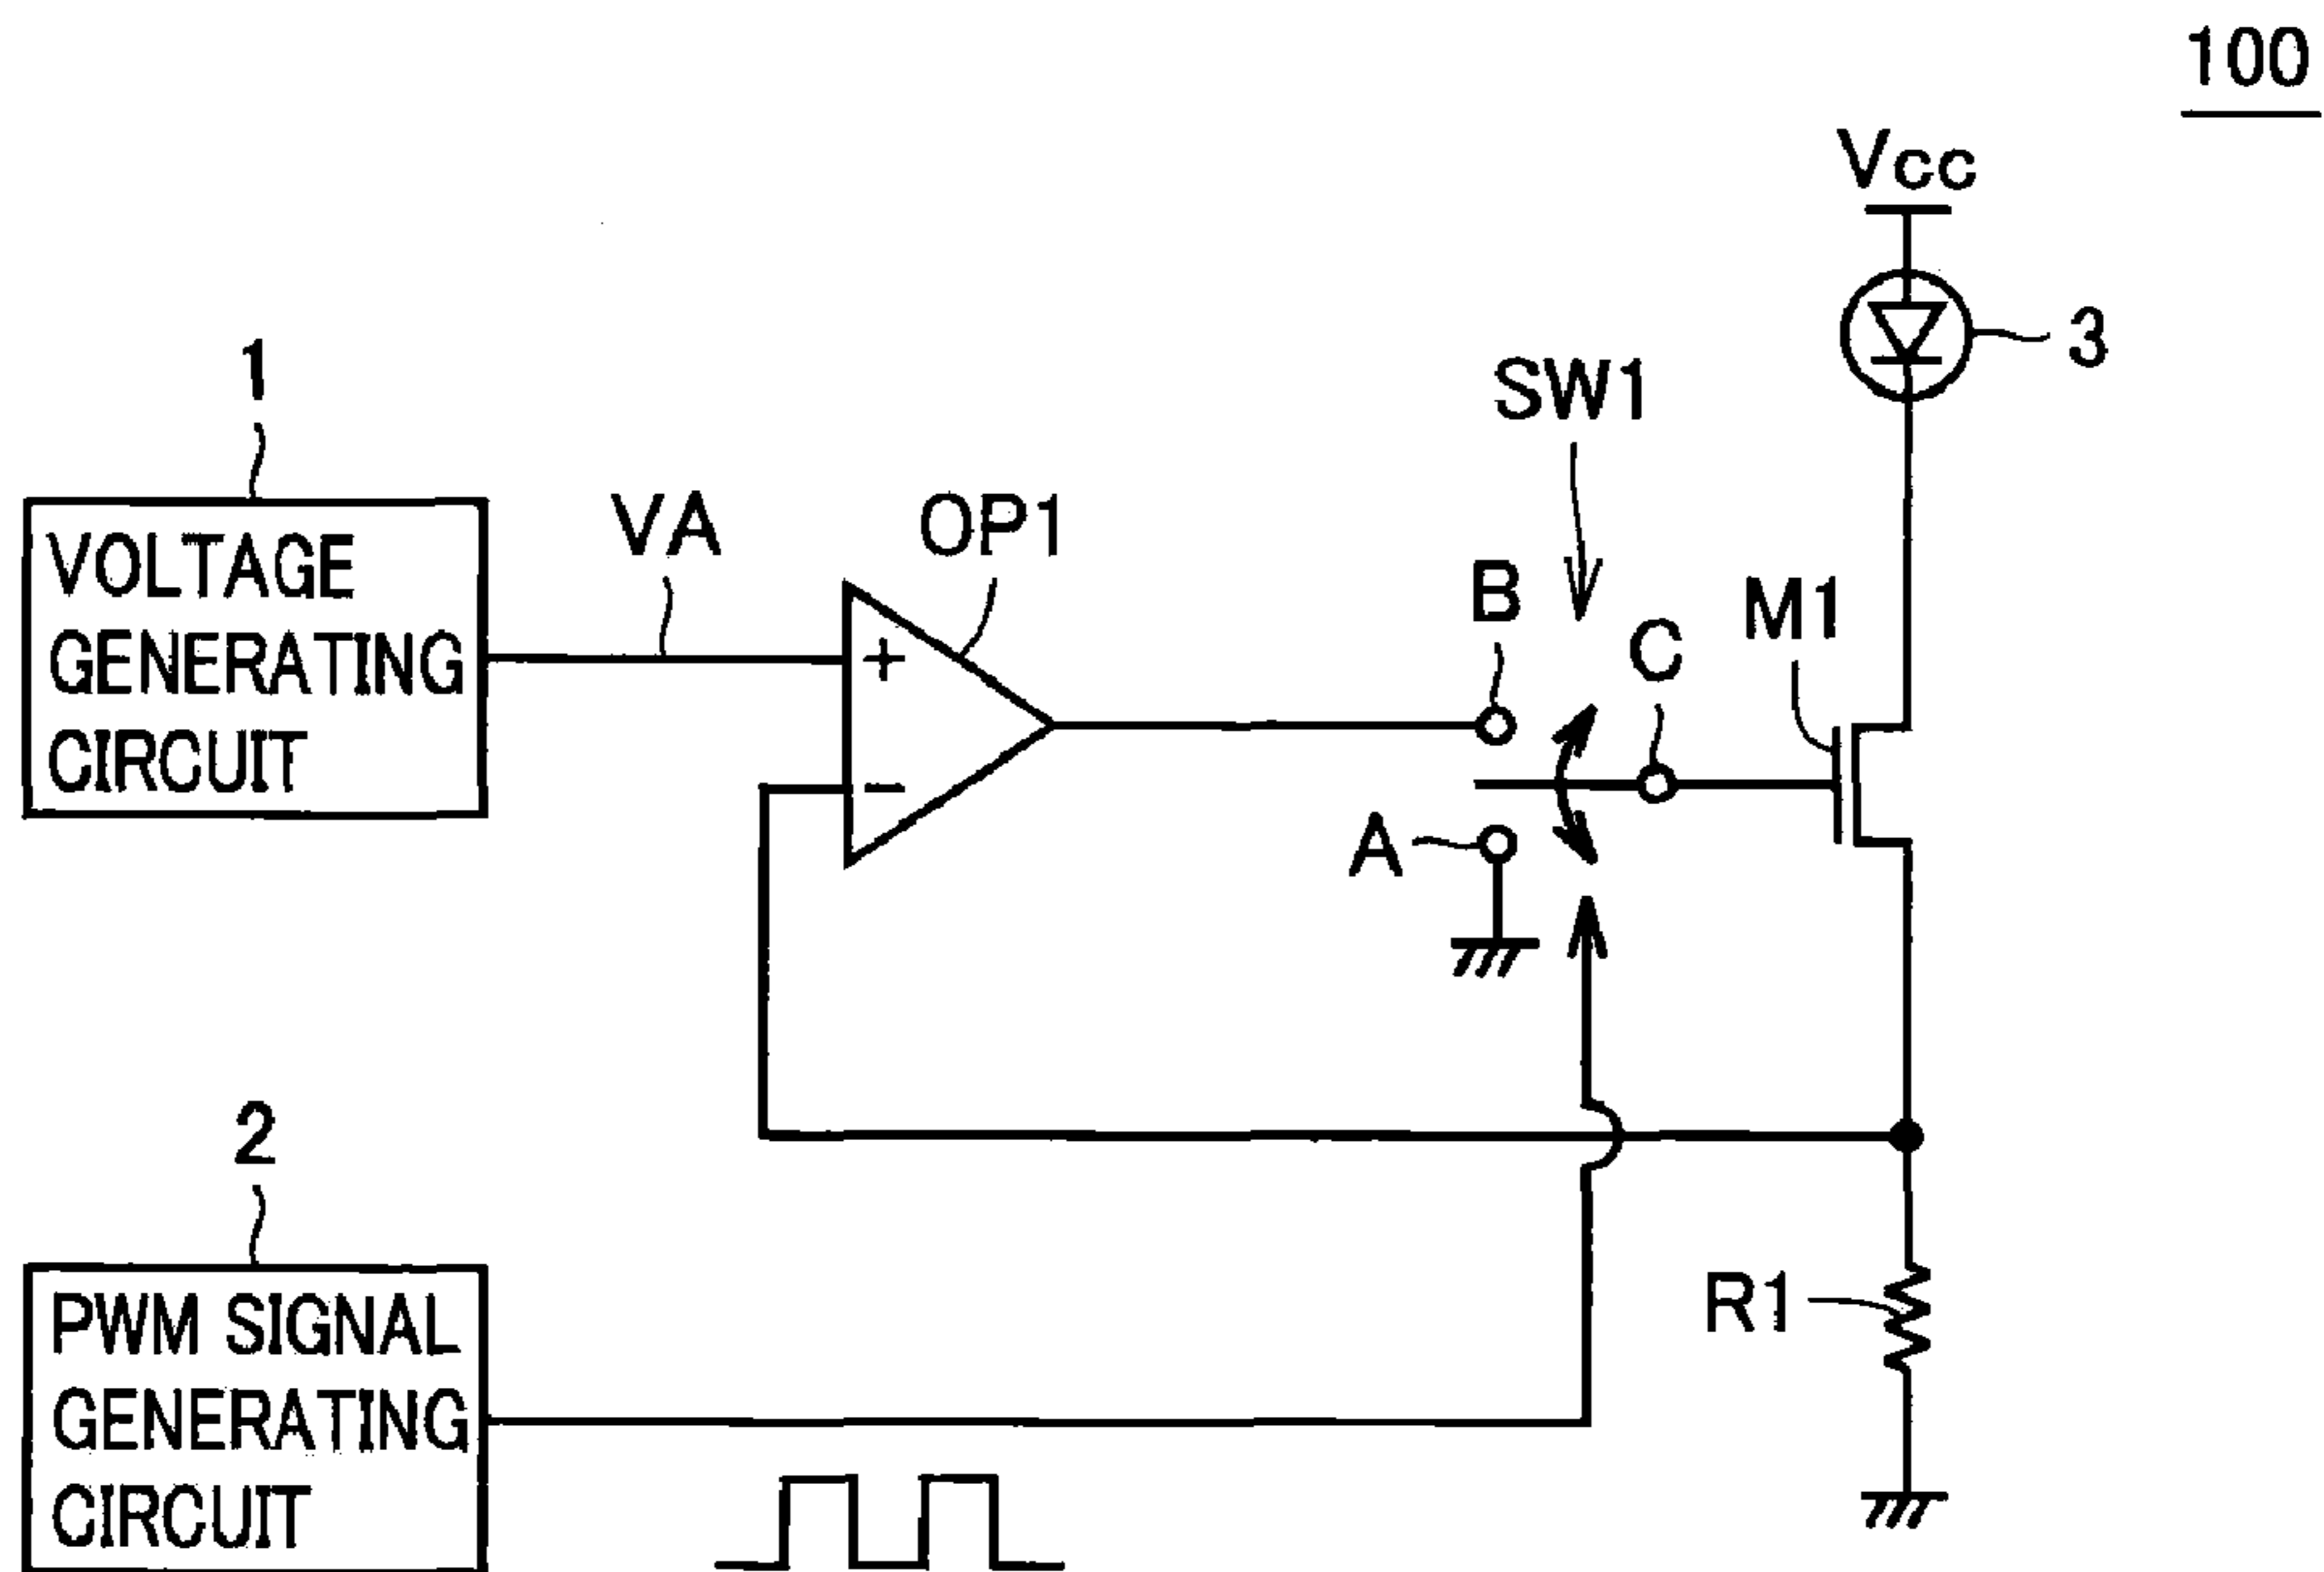 100
Vcc
3
1
SW1
VA
OP1
VOLTAGE
GENERATING
CIRCUIT
B
C
M1
+
−
A
2
R1
PWM SIGNAL
GENERATING
CIRCUIT